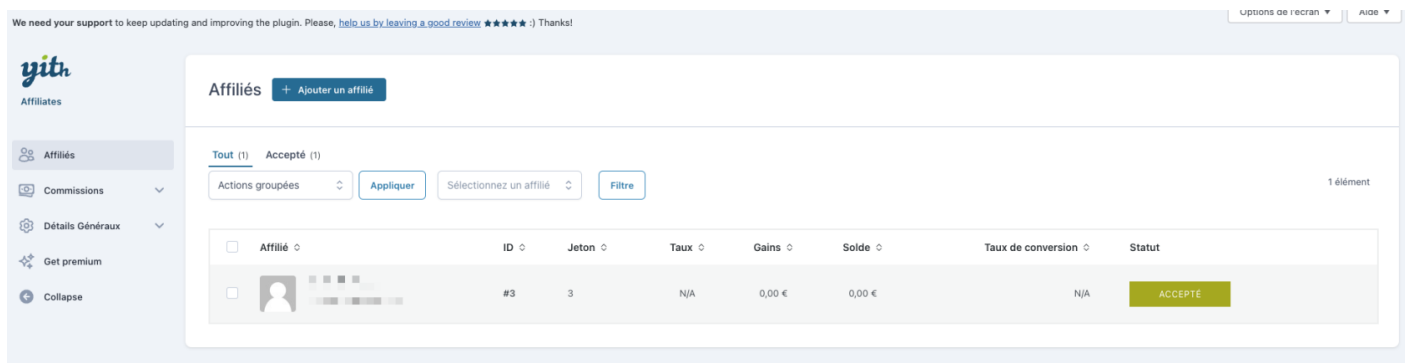 We need your support to keep updating and improving the plugin. Please, help us by leaving a good review ★★★★★ :) Thanks!
Options de l'écran ▼
Aide ▼
yith
Affiliates
Affiliés
Commissions
Détails Généraux
Get premium
Collapse
Affiliés
+ Ajouter un affilié
Tout (1) Accepté (1)
Actions groupées Appliquer Sélectionnez un affilié Filtre 1 élément
Affilié ID Jeton Taux Gains Solde Taux de conversion Statut
#3 3 N/A 0,00 € 0,00 € N/A ACCEPTÉ